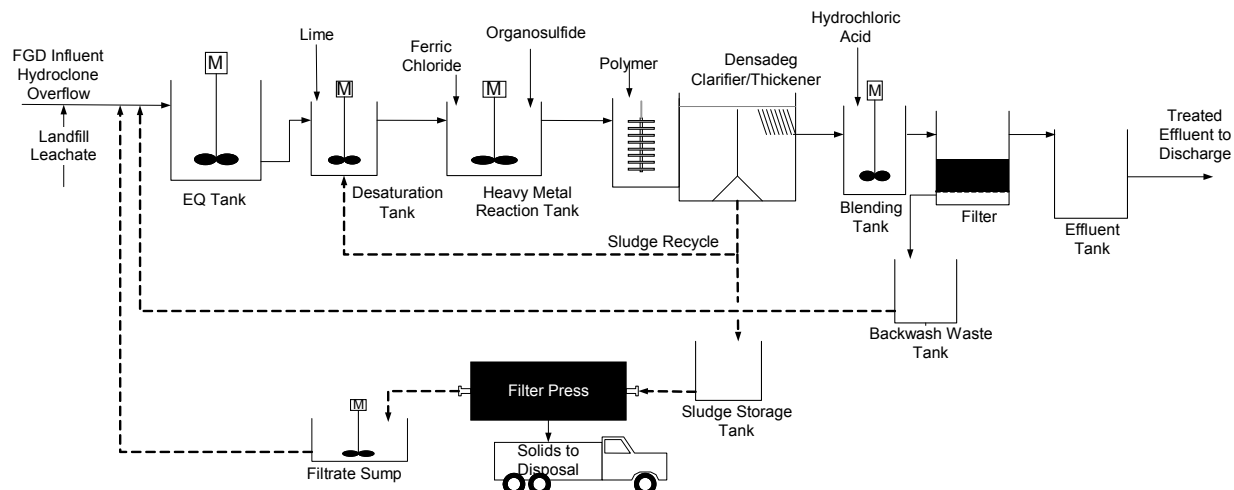 FGD Influent
Hydroclone
Overflow
Landfill
Leachate
M
EQ Tank
Lime
M
Desaturation
Tank
Ferric
Chloride
Organosulfide
M
Heavy Metal
Reaction Tank
Polymer
Densadeg
Clarifier/Thickener
Hydrochloric
Acid
M
Blending
Tank
Filter
Treated
Effluent to
Discharge
Effluent
Tank
Sludge Recycle
Backwash Waste
Tank
Sludge Storage
Tank
Filter Press
Solids to
Disposal
M
Filtrate Sump